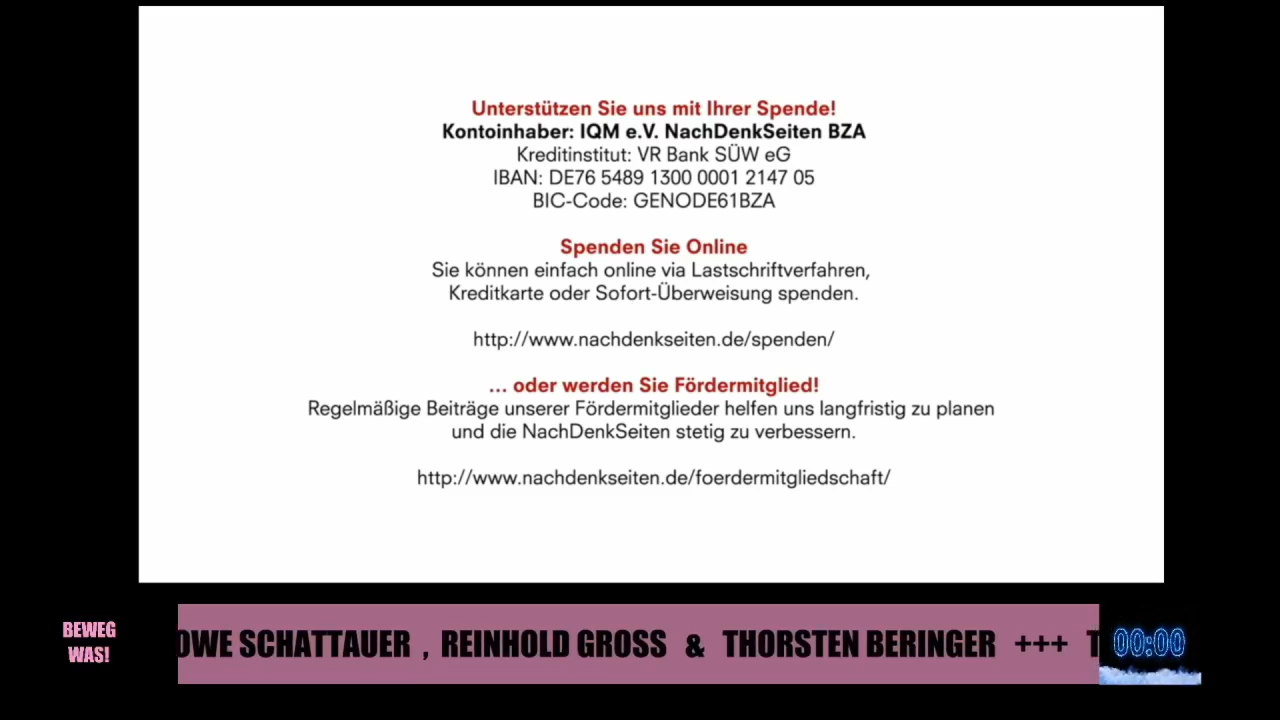 Unterstützen Sie uns mit Ihrer Spende!
Kontoinhaber: IQM e.V. NachDenkSeiten BZA
Kreditinstitut: VR Bank SÜW eG
IBAN: DE76 5489 1300 0001 2147 05
BIC-Code: GENODE61BZA
Spenden Sie Online
Sie können einfach online via Lastschriftverfahren,
Kreditkarte oder Sofort-Überweisung spenden.
http://www.nachdenkseiten.de/spenden/
... oder werden Sie Fördermitglied!
Regelmäßige Beiträge unserer Fördermitglieder helfen uns langfristig zu planen
und die NachDenkSeiten stetig zu verbessern.
http://www.nachdenkseiten.de/foerdermitgliedschaft/
BEWEG
WAS!
OWE SCHATTAUER , REINHOLD GROSS & THORSTEN BERINGER +++ T
00:00